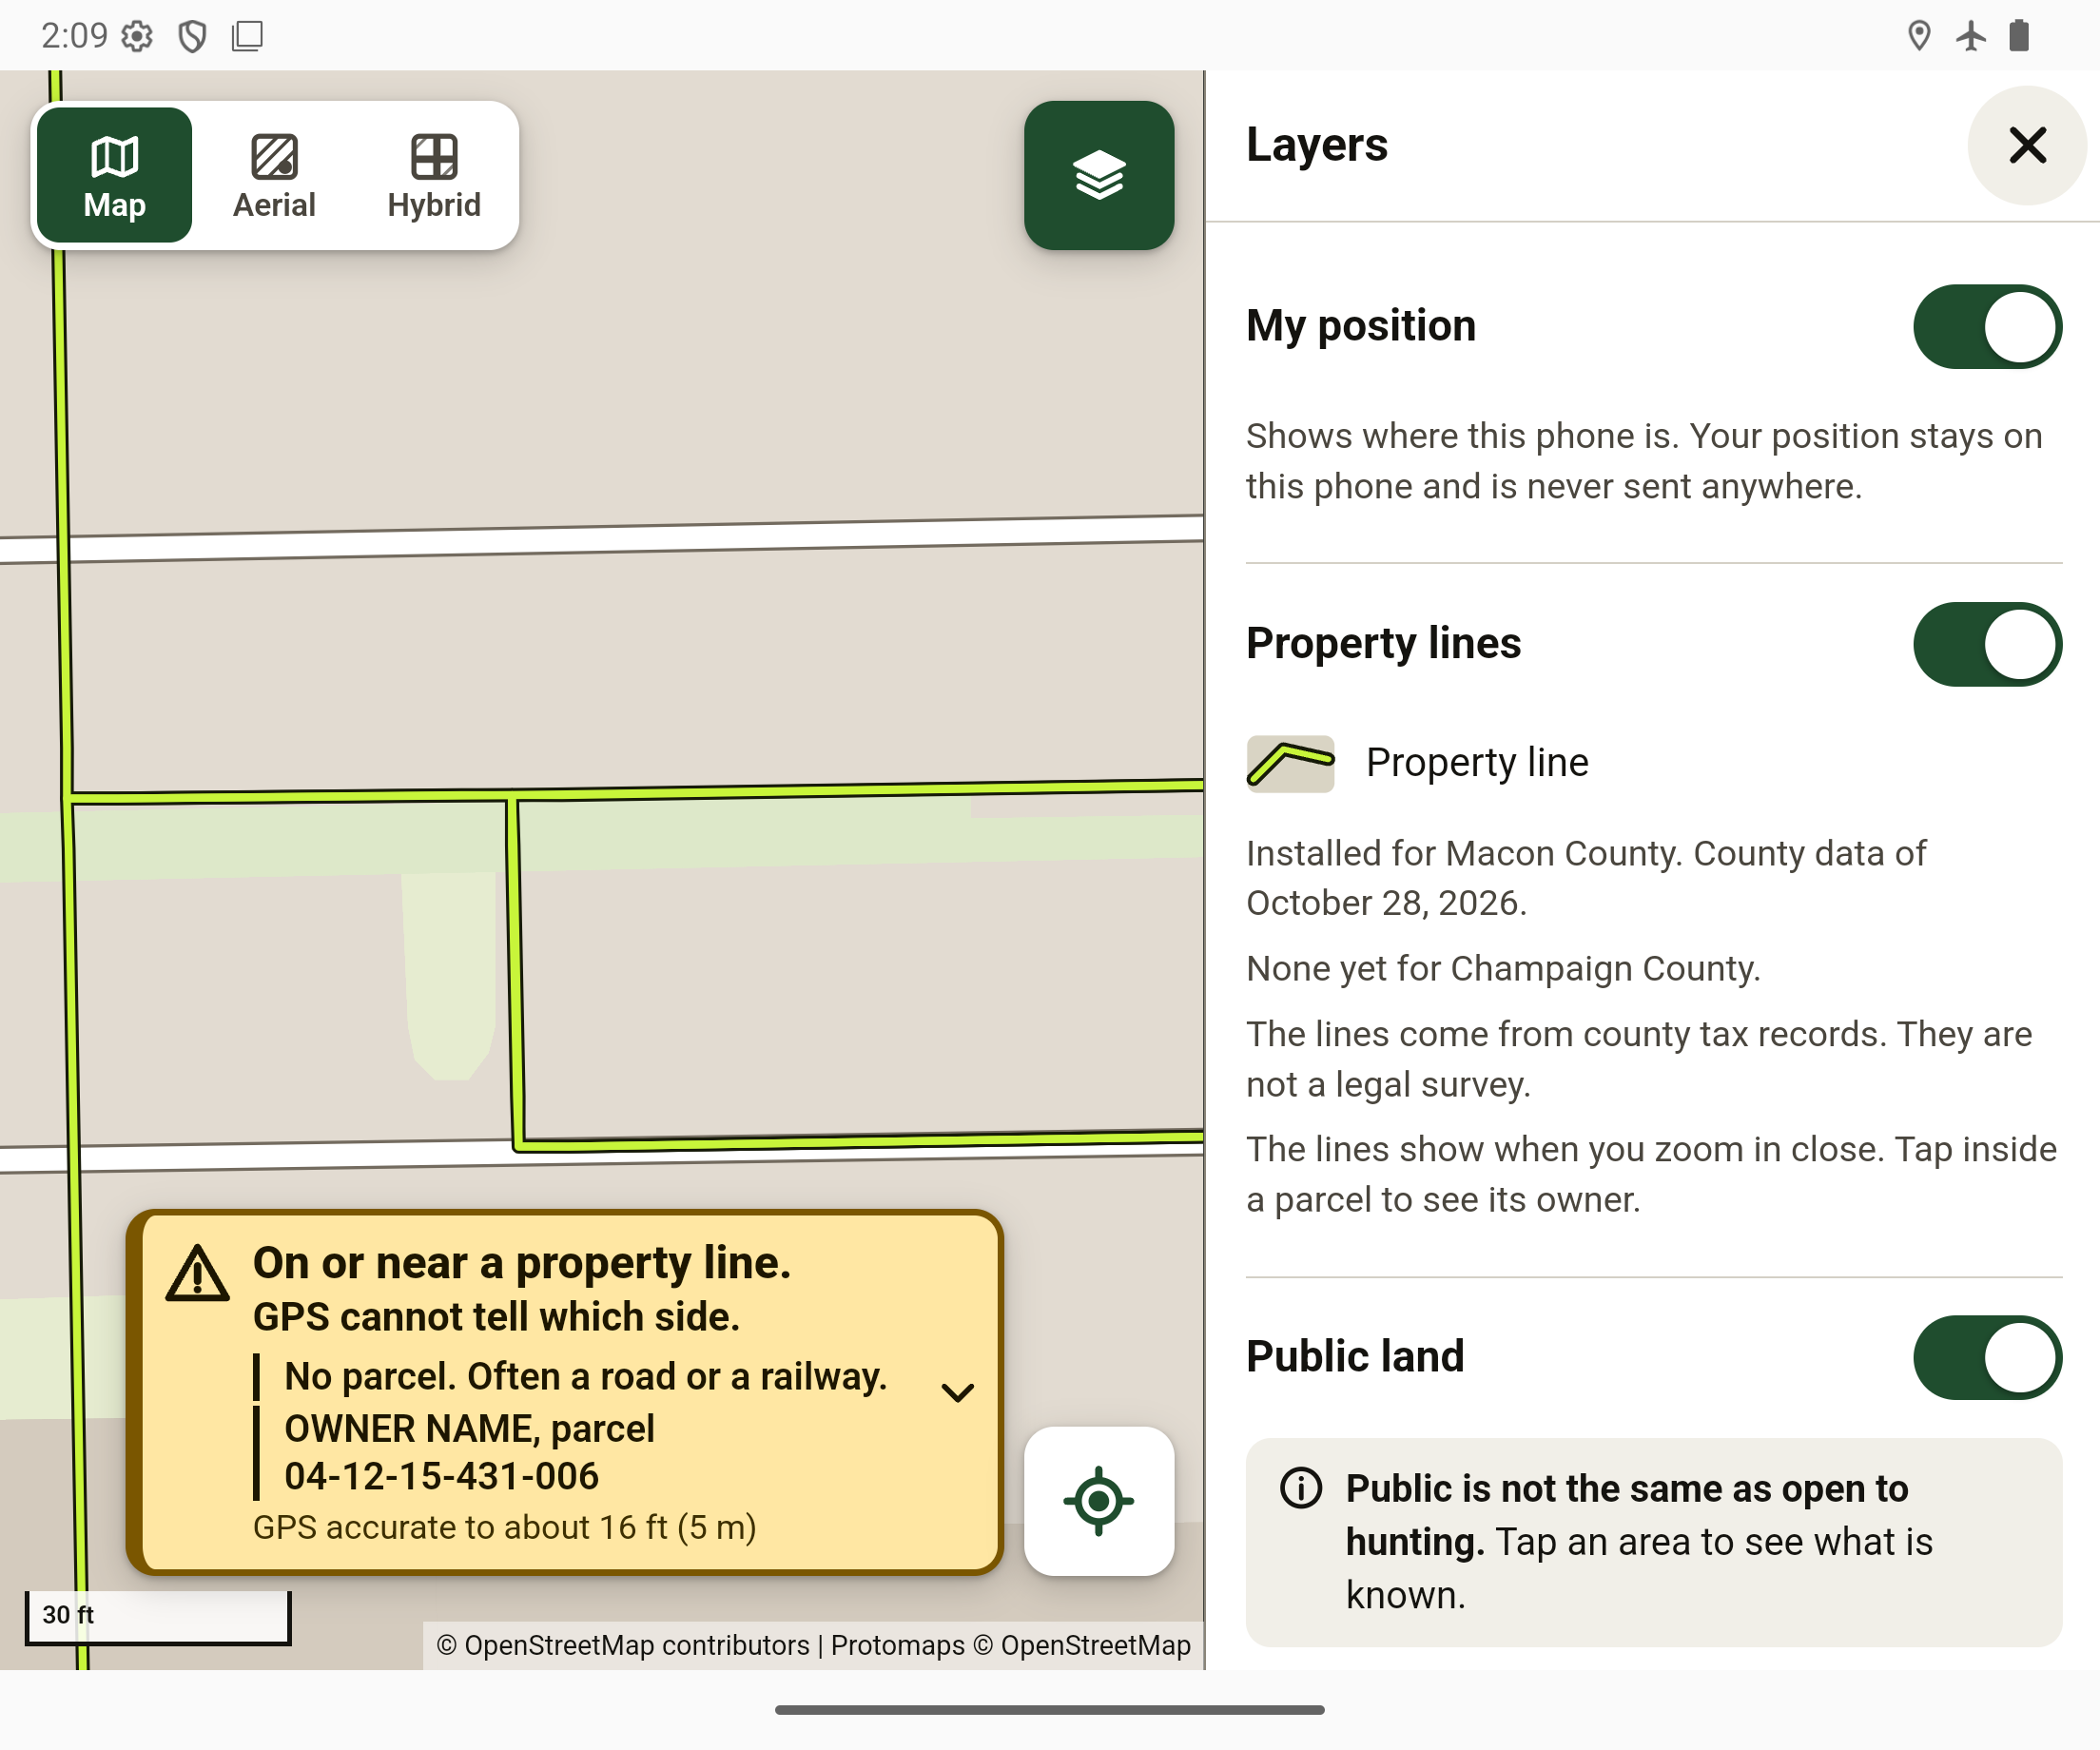 2:09
Map
Aerial
Hybrid
On or near a property line.
GPS cannot tell which side.
No parcel. Often a road or a railway.
OWNER NAME, parcel
04-12-15-431-006
GPS accurate to about 16 ft (5 m)
30 ft
© OpenStreetMap contributors | Protomaps © OpenStreetMap
Layers
My position
Shows where this phone is. Your position stays on
this phone and is never sent anywhere.
Property lines
Property line
Installed for Macon County. County data of
October 28, 2026.
None yet for Champaign County.
The lines come from county tax records. They are
not a legal survey.
The lines show when you zoom in close. Tap inside
a parcel to see its owner.
Public land
Public is not the same as open to
hunting. Tap an area to see what is
known.